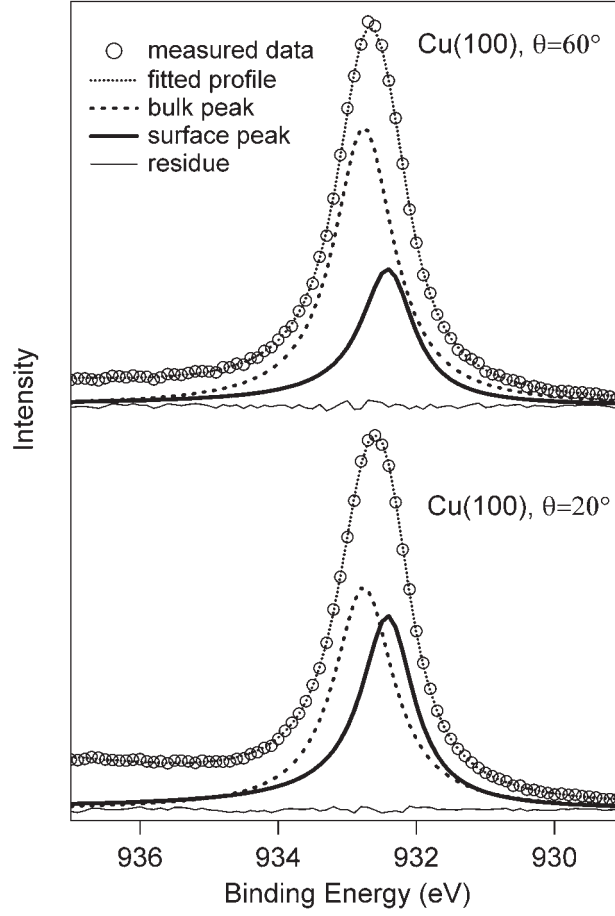 Cu(100), θ=60°
measured data
fitted profile
bulk peak
surface peak
residue
Intensity
Cu(100), θ=20°
936
934
932
930
Binding Energy (eV)